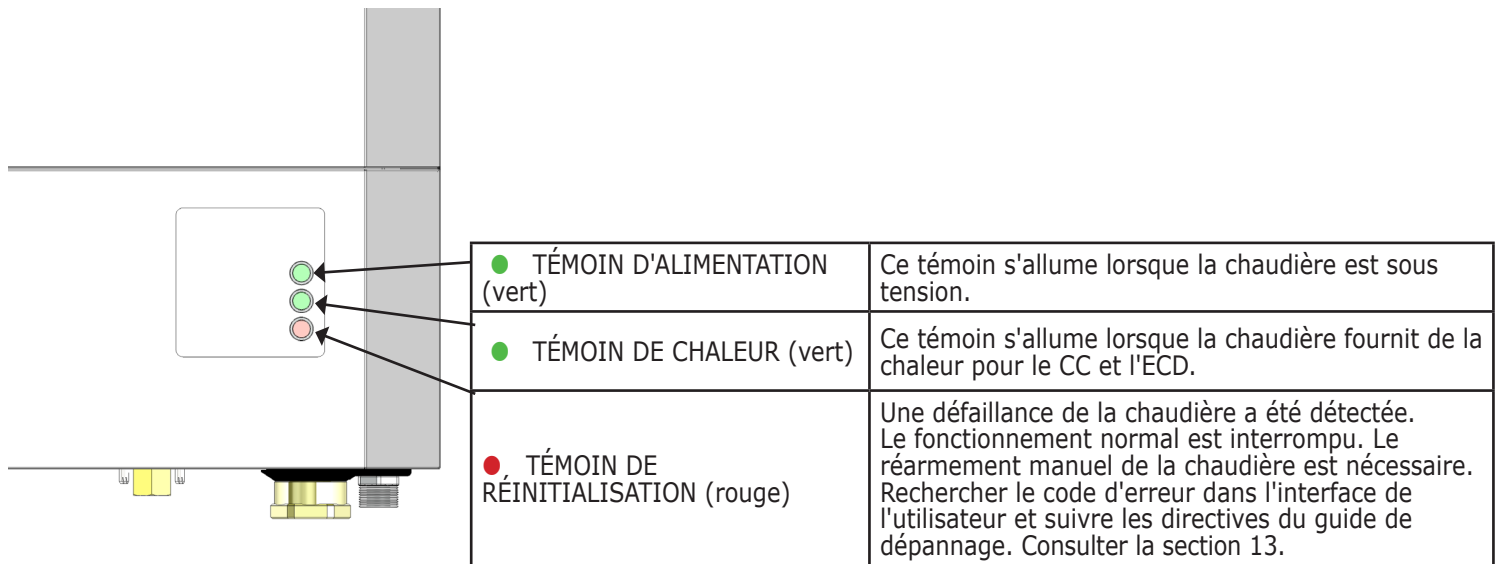 TÉMOIN D'ALIMENTATION
(vert)
Ce témoin s'allume lorsque la chaudière est sous
tension.
TÉMOIN DE CHALEUR (vert)
Ce témoin s'allume lorsque la chaudière fournit de la
chaleur pour le CC et l'ECD.
TÉMOIN DE
RÉINITIALISATION (rouge)
Une défaillance de la chaudière a été détectée.
Le fonctionnement normal est interrompu. Le
réarmement manuel de la chaudière est nécessaire.
Rechercher le code d'erreur dans l'interface de
l'utilisateur et suivre les directives du guide de
dépannage. Consulter la section 13.